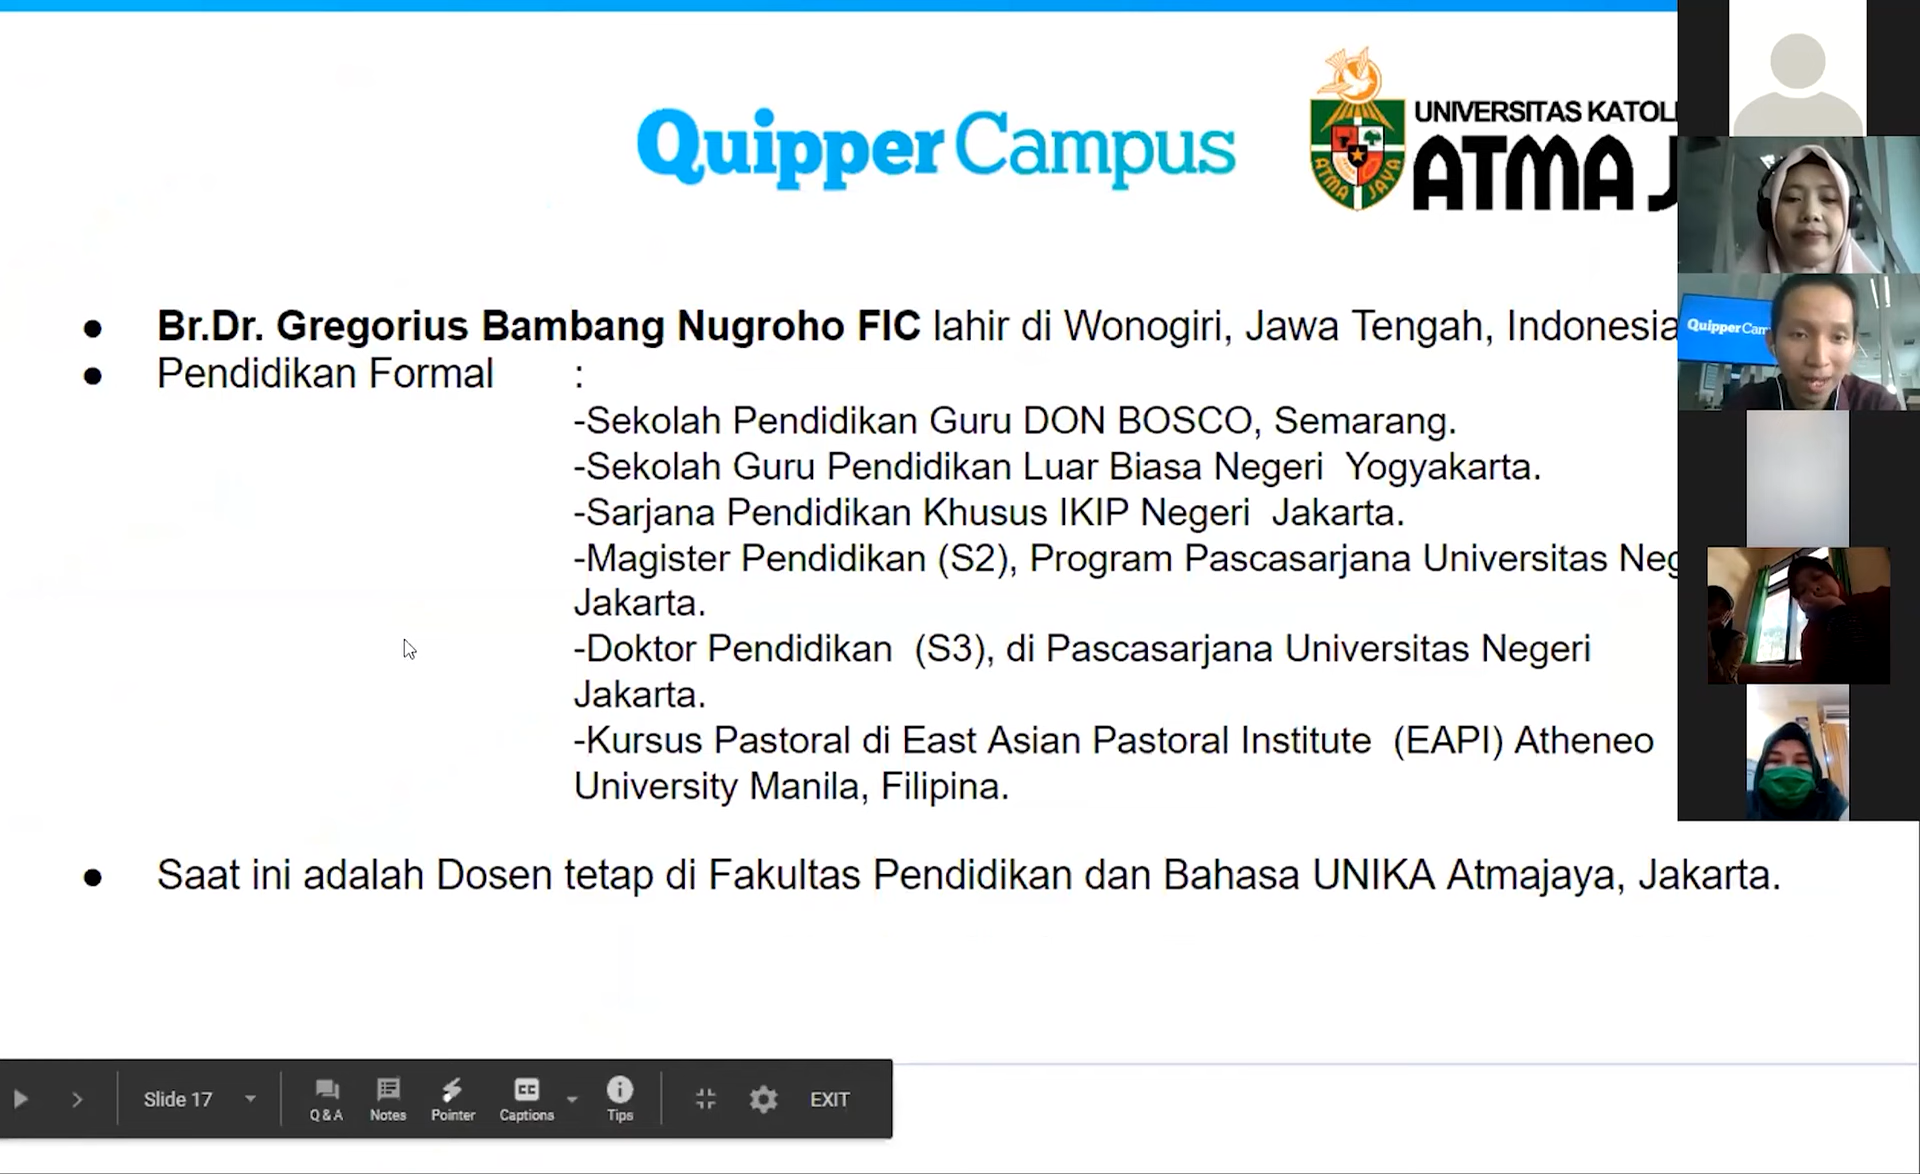 Quipper Campus
UNIVERSITAS KATOLI
ATMA J
ATMA JAYA
Br.Dr. Gregorius Bambang Nugroho FIC lahir di Wonogiri, Jawa Tengah, Indonesia
Quipper Cam
Pendidikan Formal :
-Sekolah Pendidikan Guru DON BOSCO, Semarang.
-Sekolah Guru Pendidikan Luar Biasa Negeri Yogyakarta.
-Sarjana Pendidikan Khusus IKIP Negeri Jakarta.
-Magister Pendidikan (S2), Program Pascasarjana Universitas Neg
Jakarta.
-Doktor Pendidikan (S3), di Pascasarjana Universitas Negeri
Jakarta.
-Kursus Pastoral di East Asian Pastoral Institute (EAPI) Atheneo
University Manila, Filipina.
Saat ini adalah Dosen tetap di Fakultas Pendidikan dan Bahasa UNIKA Atmajaya, Jakarta.
Slide 17 Q & A Notes Pointer CC Captions Tips EXIT